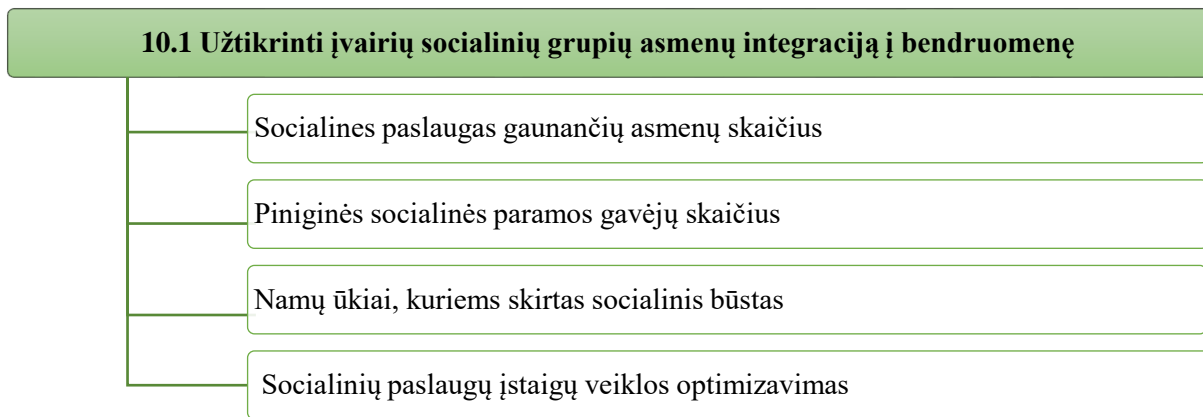 10.1 Užtikrinti įvairių socialinių grupių asmenų integraciją į bendruomenę
Socialines paslaugas gaunančių asmenų skaičius
Piniginės socialinės paramos gavėjų skaičius
Namų ūkiai, kuriems skirtas socialinis būstas
Socialinių paslaugų įstaigų veiklos optimizavimas